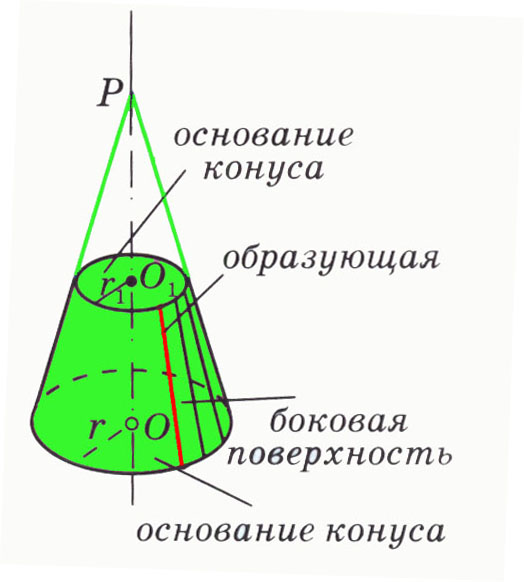 P
основание
конуса
образующая
r₁ O₁
r O
боковая
поверхность
основание конуса